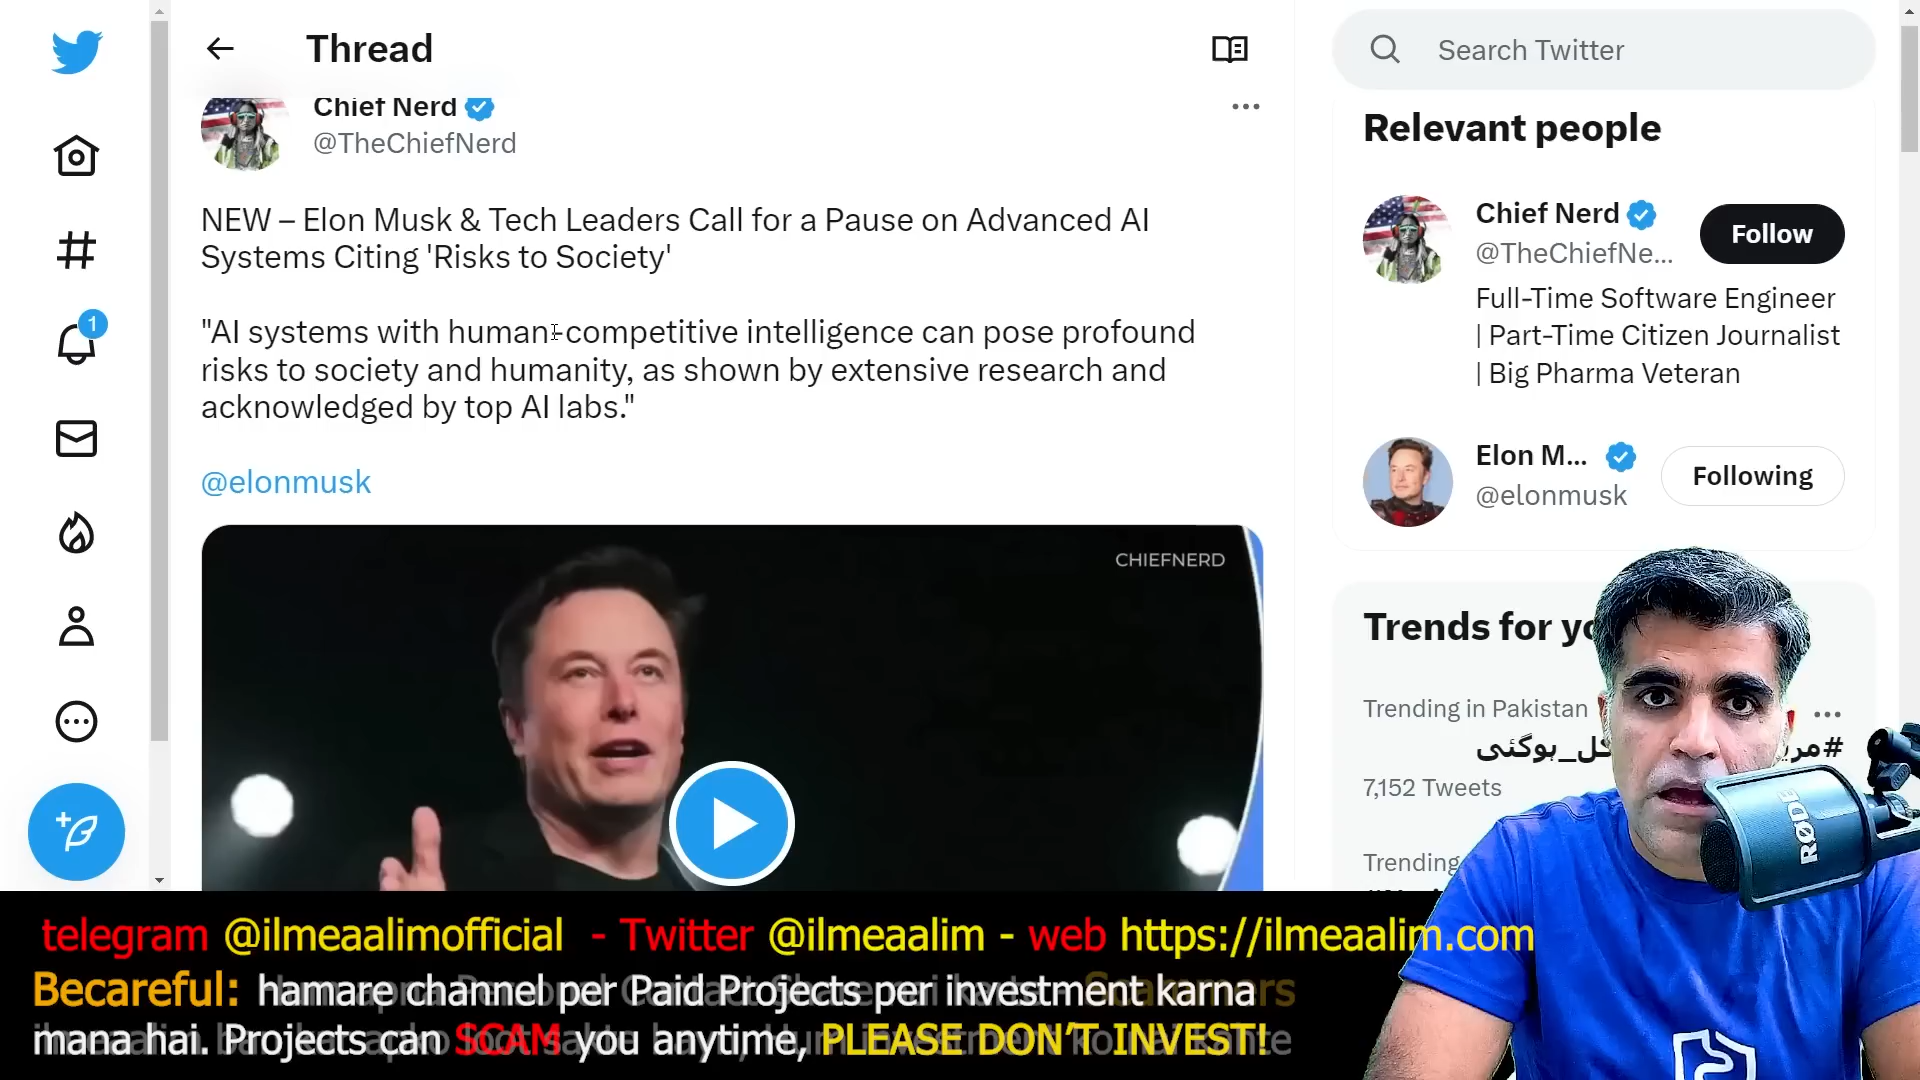 Thread
Search Twitter
Chief Nerd
@TheChiefNerd
NEW – Elon Musk & Tech Leaders Call for a Pause on Advanced AI
Systems Citing 'Risks to Society'
"AI systems with human-competitive intelligence can pose profound
risks to society and humanity, as shown by extensive research and
acknowledged by top AI labs."
@elonmusk
CHIEFNERD
Relevant people
Chief Nerd
@TheChiefNe...
Follow
Full-Time Software Engineer
| Part-Time Citizen Journalist
| Big Pharma Veteran
Elon M...
@elonmusk
Following
1
Trends for
Trending in Pakistan
7,152 Tweets
Trending
RØDE
telegram @ilmeaalimofficial - Twitter @ilmeaalim - web https://ilmeaalim.com
Becareful: hamare channel per Paid Projects per investment karna
mana hai. Projects can SCAM you anytime, PLEASE DON'T INVEST!